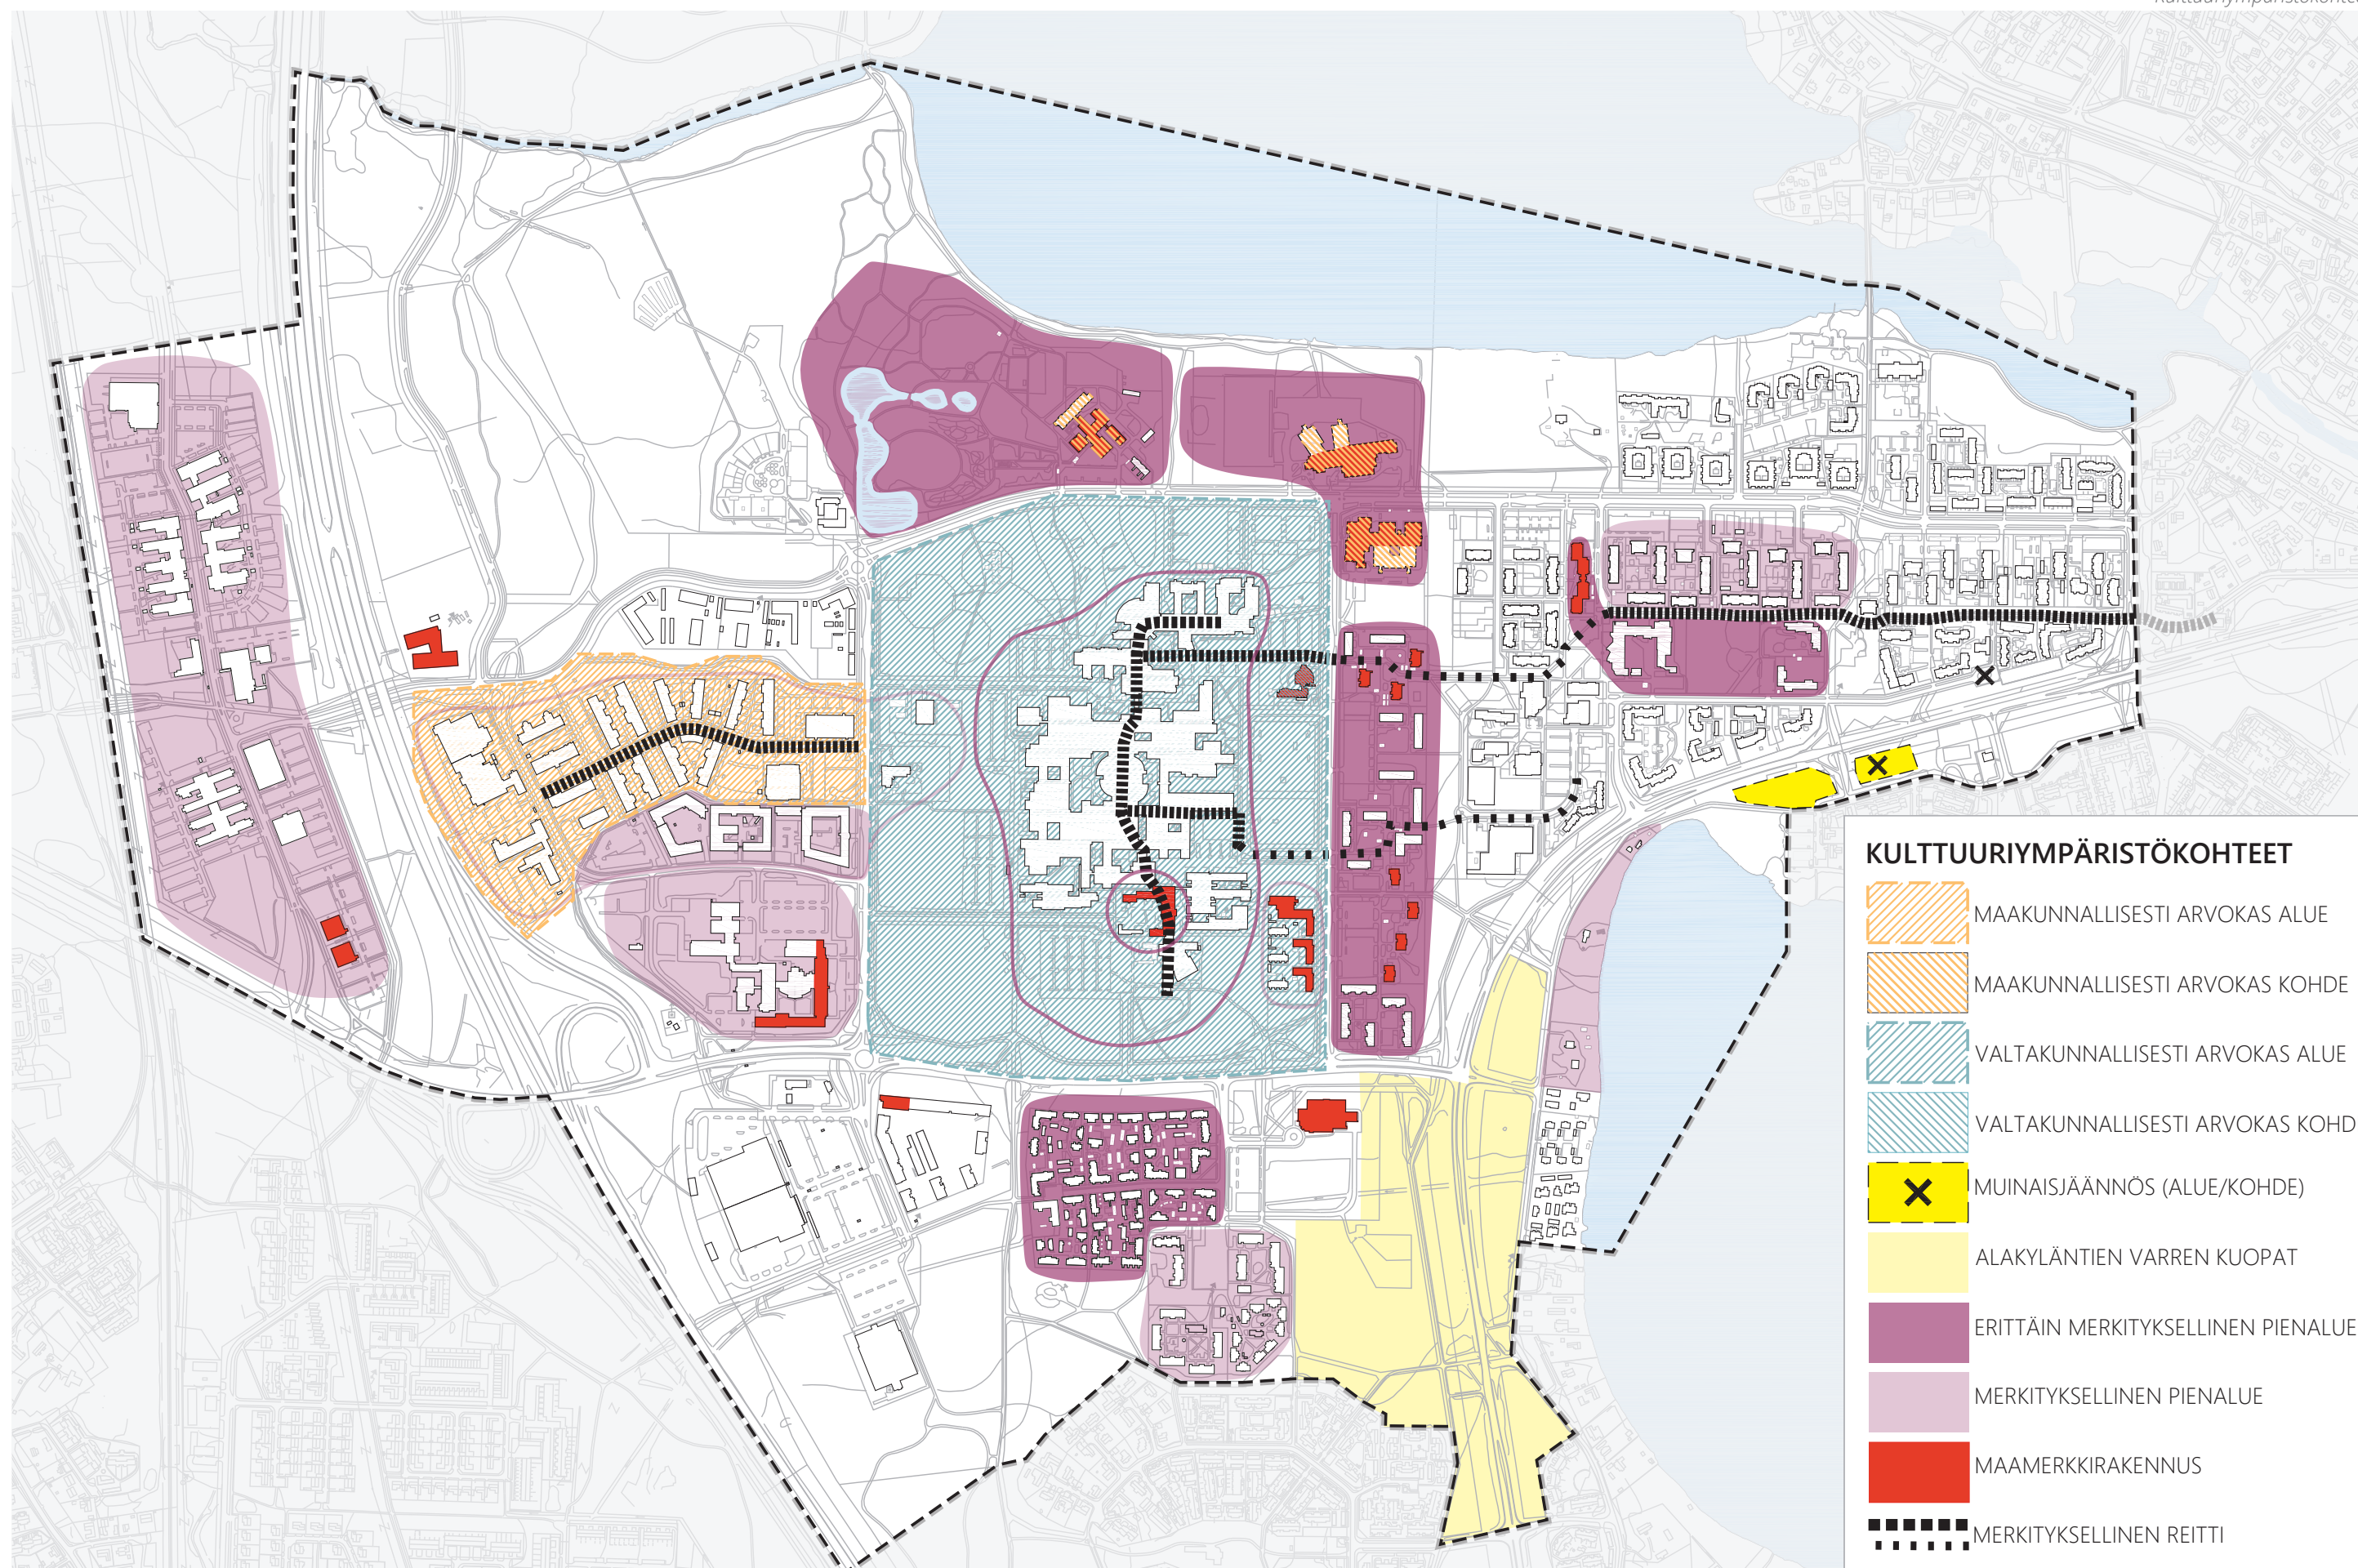 KULTTUURIYMPÄRISTÖKOHTEET
MAAKUNNALLISESTI ARVOKAS ALUE
MAAKUNNALLISESTI ARVOKAS KOHDE
VALTAKUNNALLISESTI ARVOKAS ALUE
VALTAKUNNALLISESTI ARVOKAS KOHD
MUINAISJÄÄNNÖS (ALUE/KOHDE)
ALAKYLÄNTIEN VARREN KUOPAT
ERITTÄIN MERKITYKSELLINEN PIENALUE
MERKITYKSELLINEN PIENALUE
MAAMERKKIRAKENNUS
MERKITYKSELLINEN REITTI